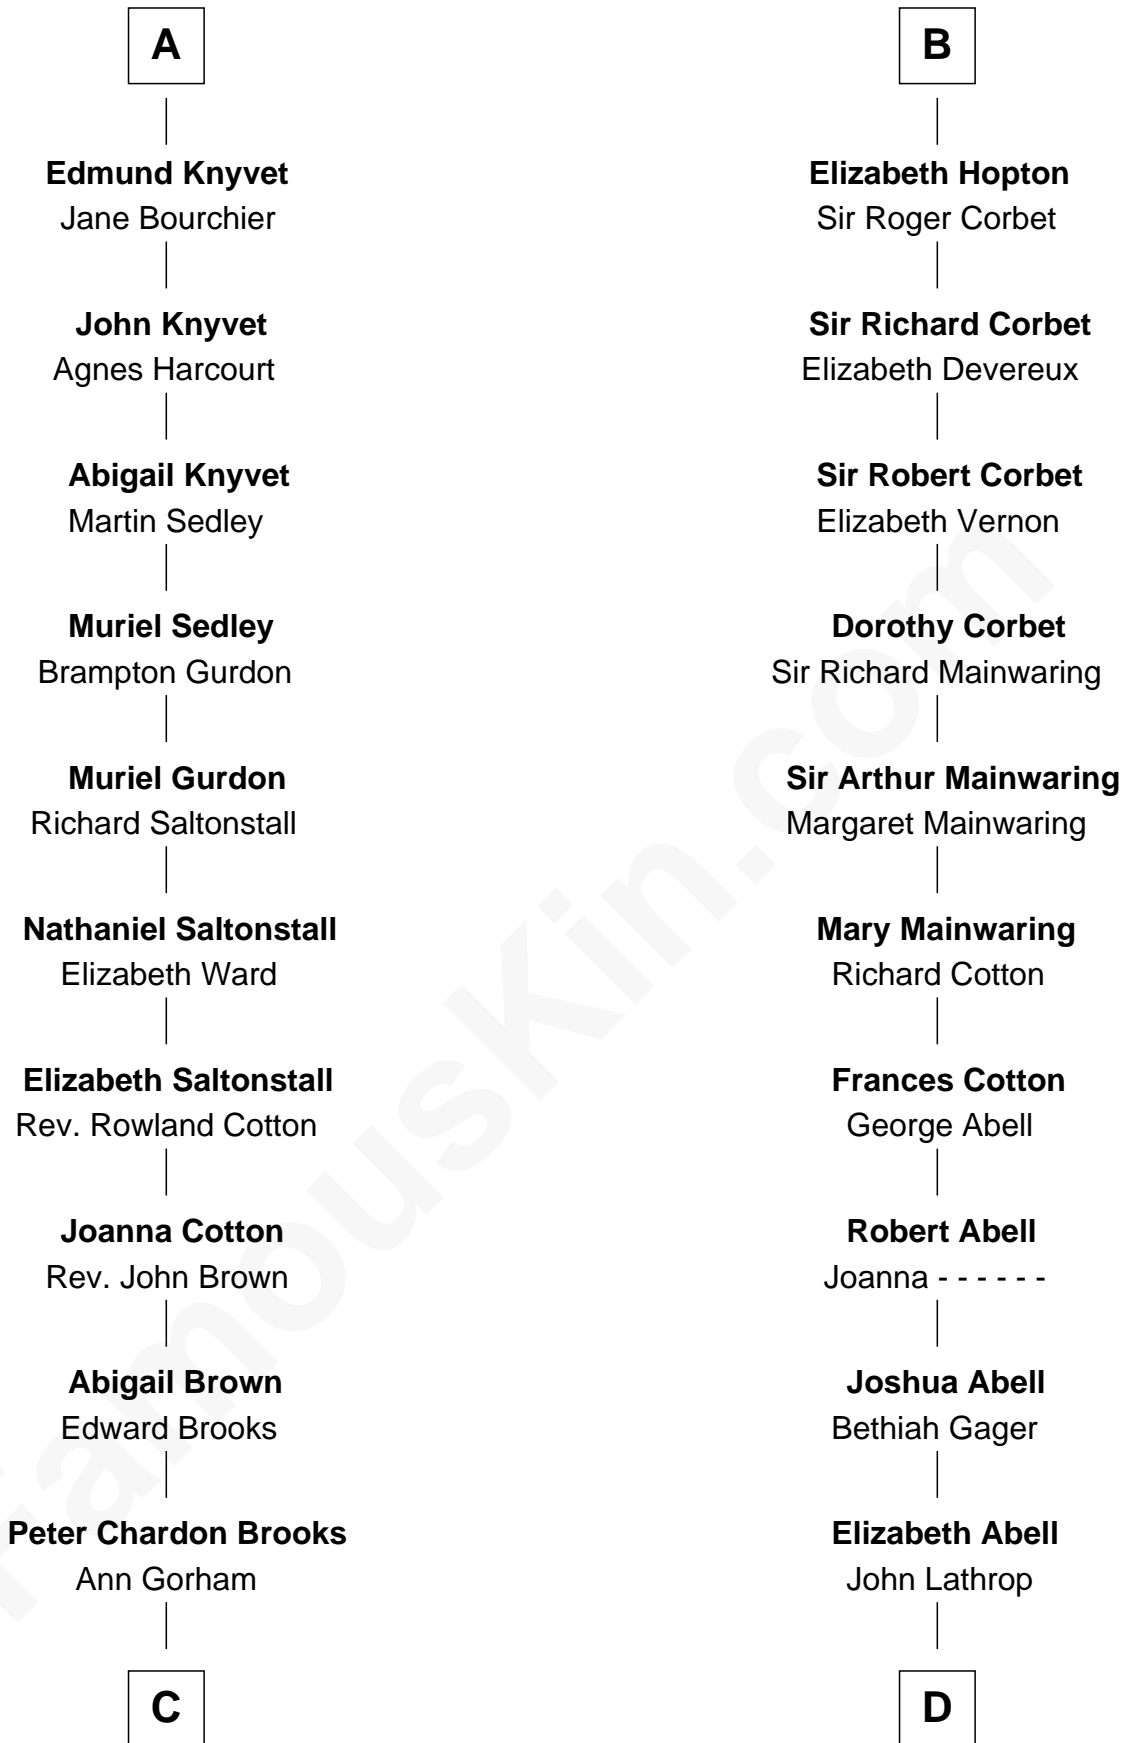 A
Edmund Knyvet
Jane Bourchier
John Knyvet
Agnes Harcourt
Abigail Knyvet
Martin Sedley
Muriel Sedley
Brampton Gurdon
Muriel Gurdon
Richard Saltonstall
Nathaniel Saltonstall
Elizabeth Ward
Elizabeth Saltonstall
Rev. Rowland Cotton
Joanna Cotton
Rev. John Brown
Abigail Brown
Edward Brooks
Peter Chardon Brooks
Ann Gorham
C
B
Elizabeth Hopton
Sir Roger Corbet
Sir Richard Corbet
Elizabeth Devereux
Sir Robert Corbet
Elizabeth Vernon
Dorothy Corbet
Sir Richard Mainwaring
Sir Arthur Mainwaring
Margaret Mainwaring
Mary Mainwaring
Richard Cotton
Frances Cotton
George Abell
Robert Abell
Joanna - - - - - -
Joshua Abell
Bethiah Gager
Elizabeth Abell
John Lathrop
D
FamousKin.com